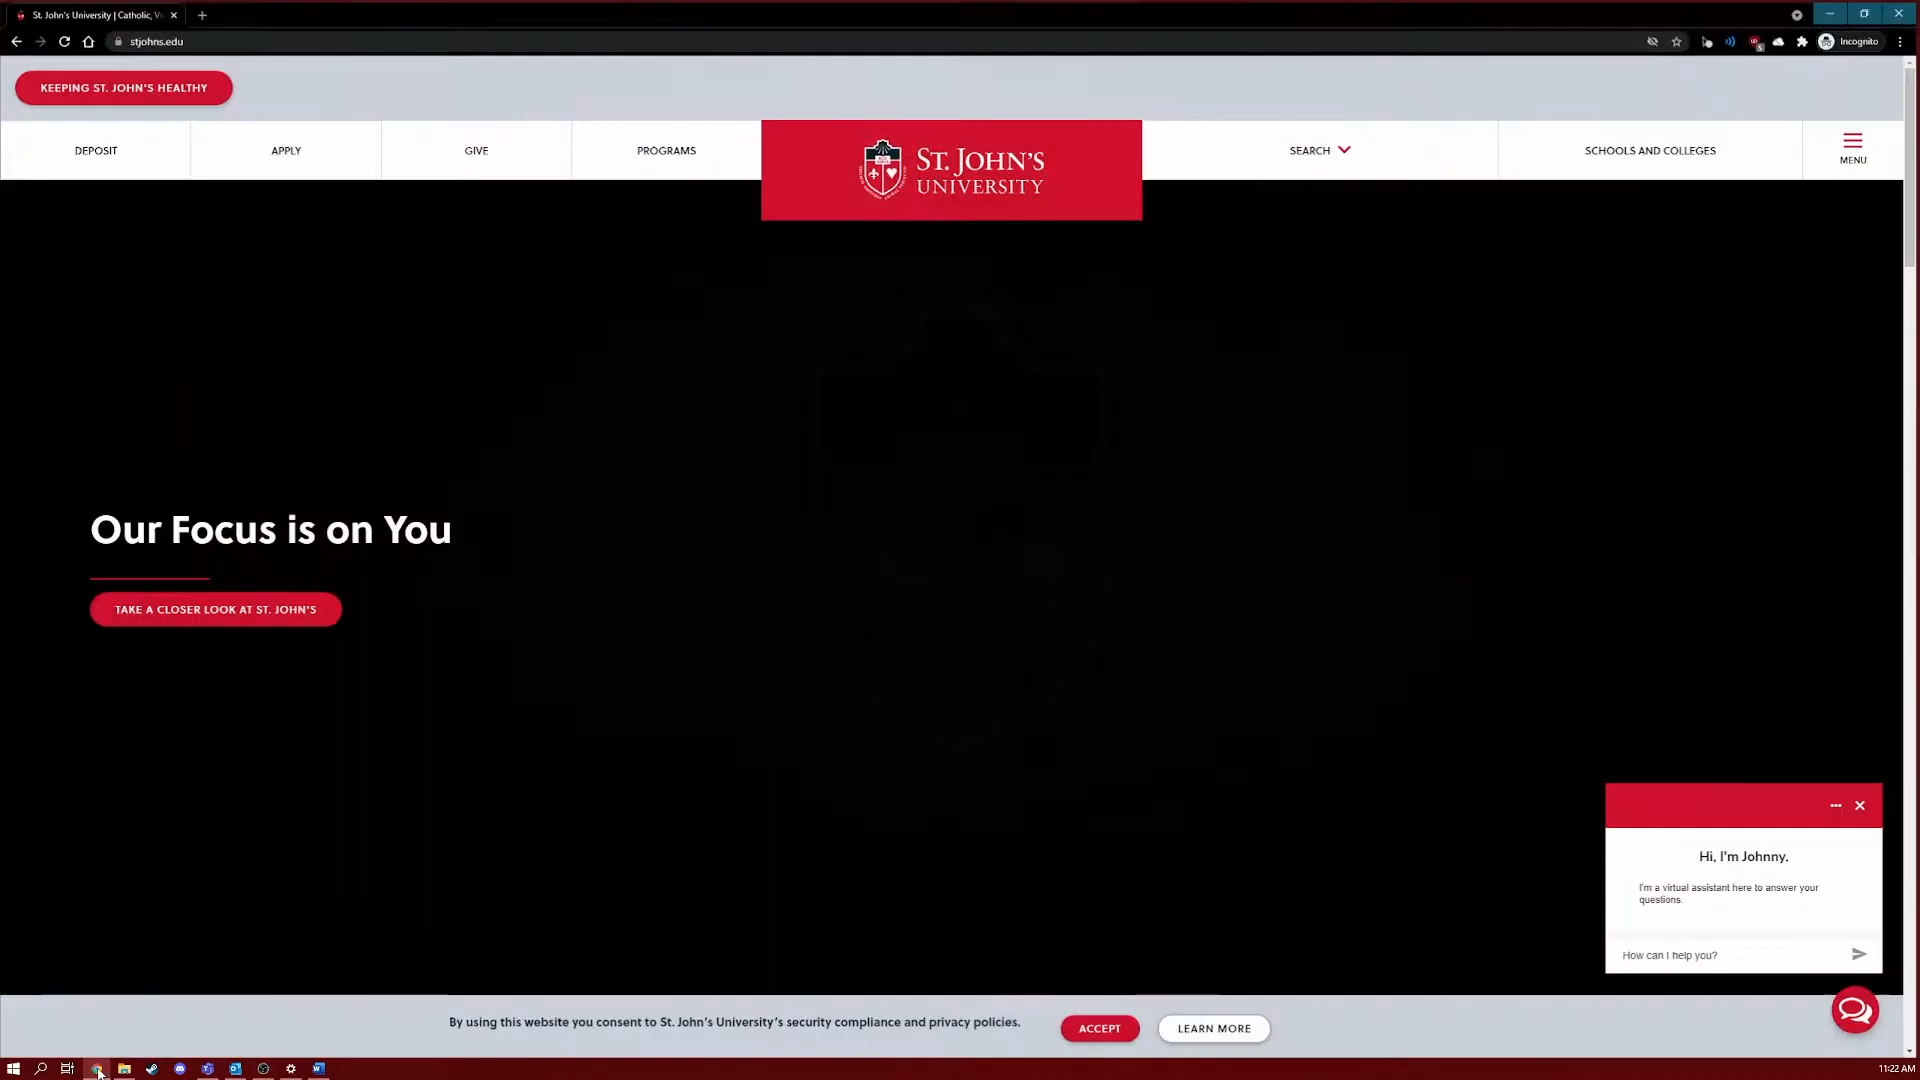 St. John's University | Catholic, V
stjohns.edu
Incognito
KEEPING ST. JOHN'S HEALTHY
DEPOSIT
APPLY
GIVE
PROGRAMS
ST. JOHN'S
UNIVERSITY
SEARCH
SCHOOLS AND COLLEGES
MENU
Our Focus is on You
TAKE A CLOSER LOOK AT ST. JOHN'S
Hi, I'm Johnny.
I'm a virtual assistant here to answer your
questions.
How can I help you?
By using this website you consent to St. John's University's security compliance and privacy policies.
ACCEPT
LEARN MORE
11:22 AM